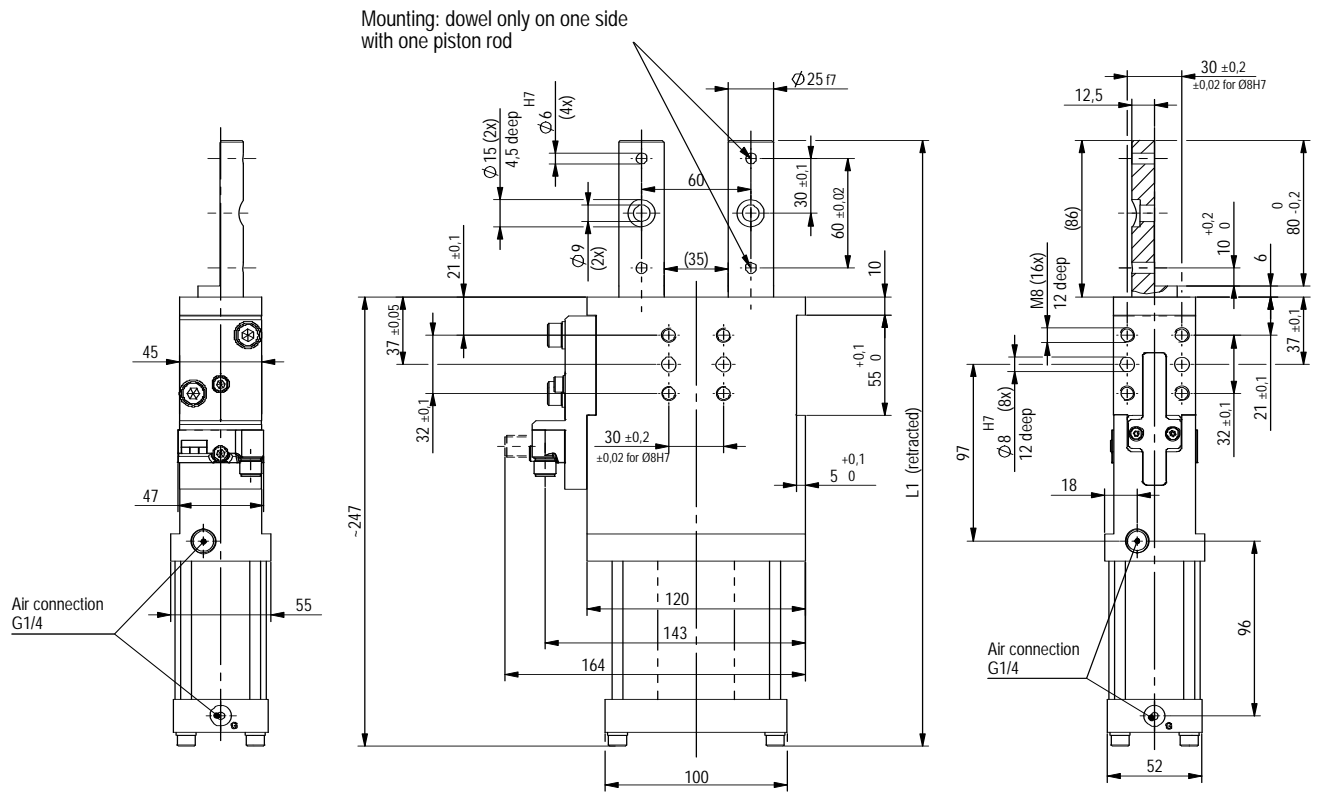 Mounting: dowel only on one side
with one piston rod
45
47
55
Air connection
G1/4
Ø 15 (2x)
4,5 deep
Ø 6 H7
(4x)
Ø 9
(2x)
60
(35)
Ø 25 f7
30 ±0,1
60 ±0,02
10
21 ±0,1
37 ±0,05
32 ±0,1
~247
30 ±0,2
±0,02 for Ø8H7
55 +0,1 0
5 +0,1 0
L1 (retracted)
120
143
164
100
30 ±0,2
±0,02 for Ø8H7
12,5
(86)
10 +0,2 0
80 0 -0,2
6
M8 (16x)
12 deep
Ø8 H7 (8x)
12 deep
37 ±0,1
21 ±0,1
32 ±0,1
97
18
96
Air connection
G1/4
52
G
G